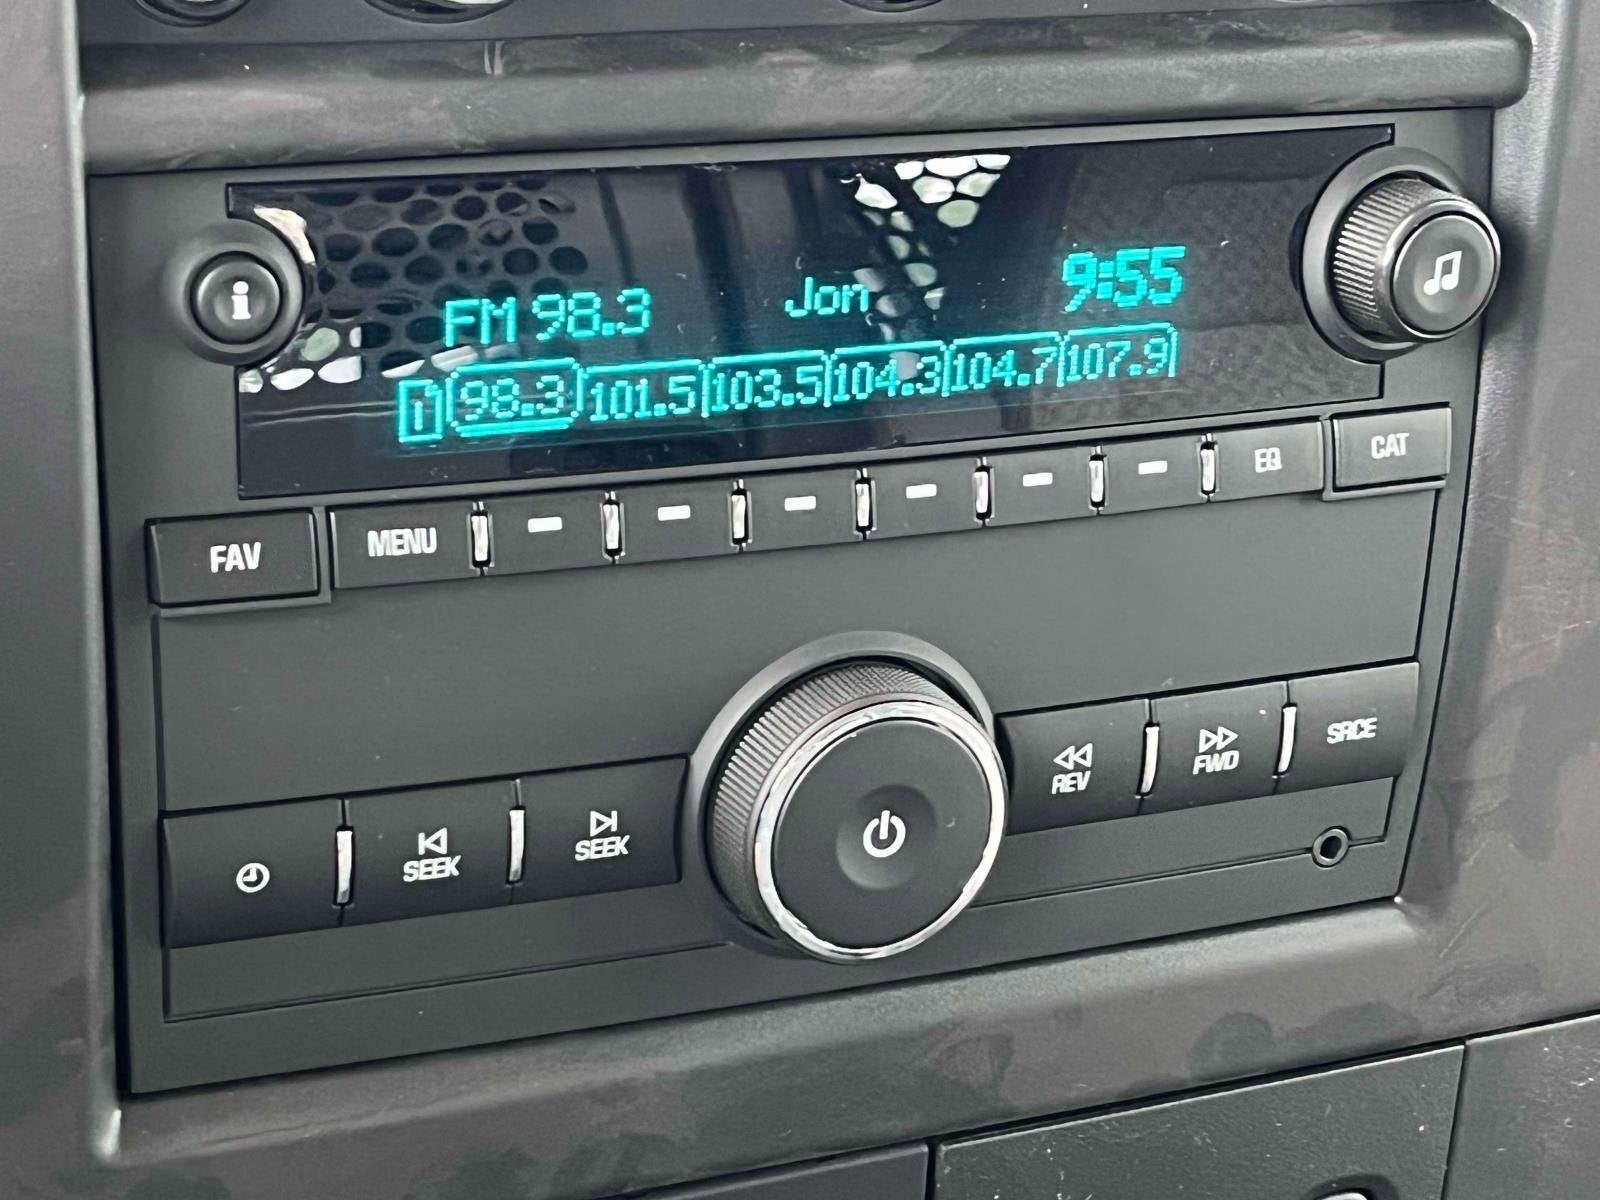 i
FM 98.3 Jon 9:55
1 98.3 101.5 103.5 104.3 104.7 107.9
FAV MENU EQ CAT
REV FWD SRCE
SEEK SEEK